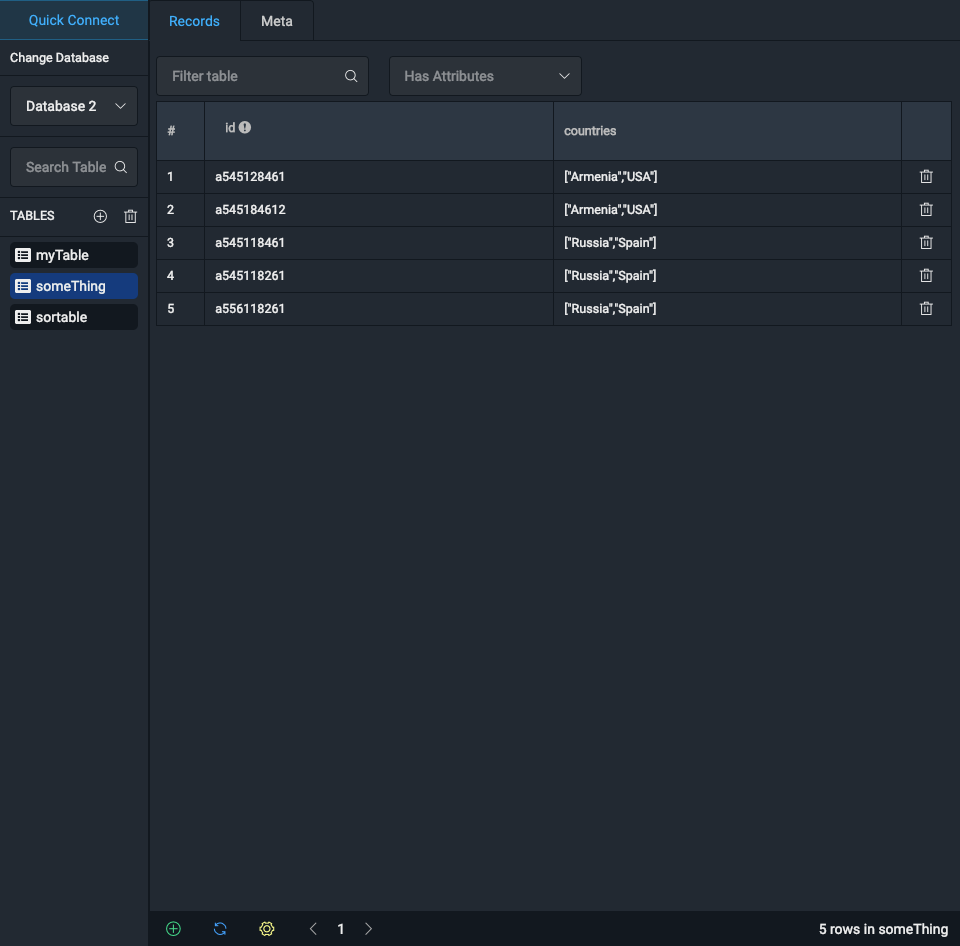 Quick Connect
Records Meta
Change Database
Filter table Has Attributes
Database 2
# id countries
Search Table
1 a545128461 ["Armenia","USA"]
2 a545184612 ["Armenia","USA"]
TABLES
3 a545118461 ["Russia","Spain"]
myTable
4 a545118261 ["Russia","Spain"]
someThing
5 a556118261 ["Russia","Spain"]
sortable
1 5 rows in someThing